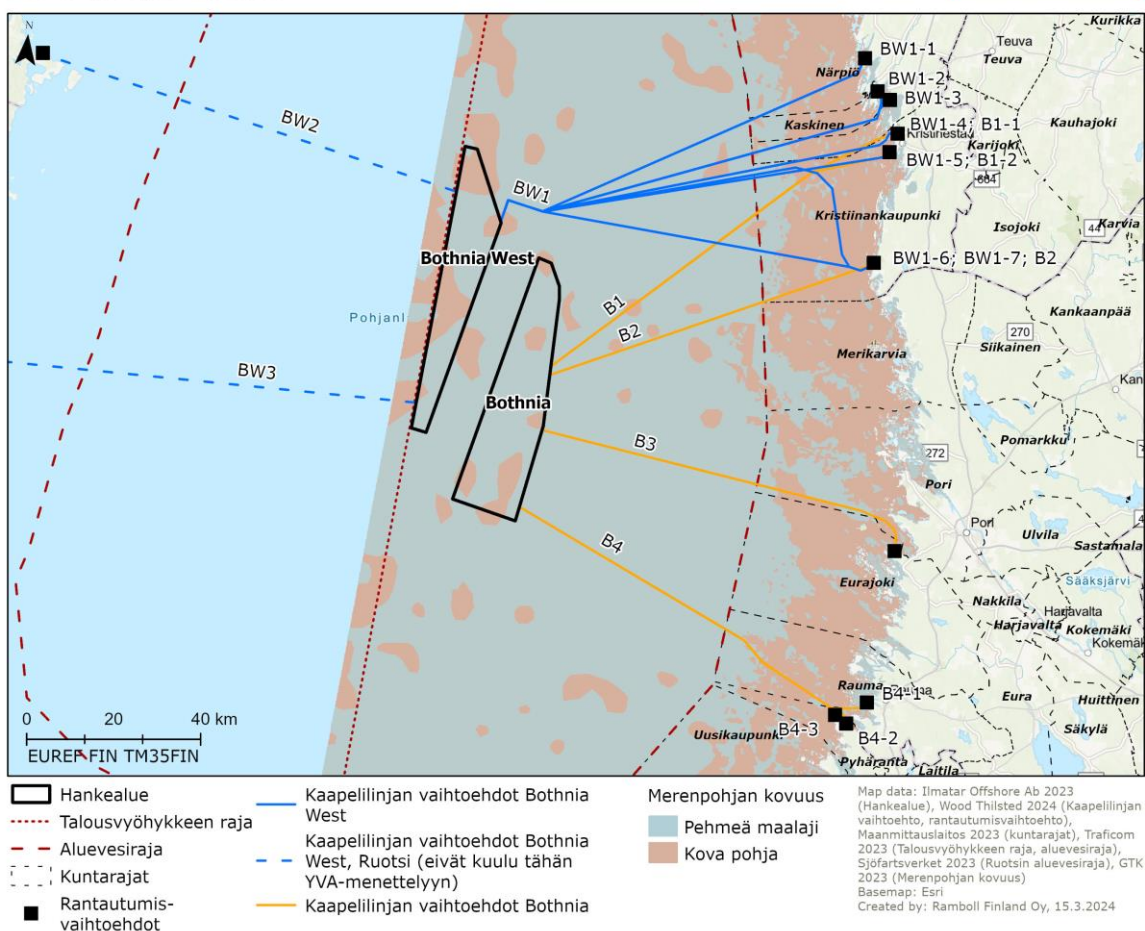 N
BW1-1
Kurikka
Teuva
Teuva
Närpiö
BW1-2
BW1-3
BW2
Kaskinen
Kauhajoki
BW1-4; B1-1
Kristinesta
Karijoki
BW1-5; B1-2
664
BW1
Kristiinankaupunki
Isojoki
44
Karvia
Bothnia West
BW1-6; BW1-7; B2
Kankaanpää
B1
Pohjanl
B2
270
Siikainen
Merikarvia
BW3
Kan
Bothnia
B3
Pomarkku
272
Pori
Pori
Ulvila
B4
Sastamala
Eurajoki
Sääksjärvi
Nakkila
Harjavalta
Harjavalta
Kokemäki
Kokemäk
Rauma
B4-1
Eura
Huittinen
0 20 40 km
B4-3
Uusikaupunk
B4-2
Säkylä
EUREF FIN TM35FIN
Pyhäranta
Laitila
Hankealue
Talousvyöhykkeen raja
Aluevesiraja
Kuntarajat
Rantautumis-
vaihtoehdot
Kaapelilinjan vaihtoehdot Bothnia
West
Kaapelilinjan vaihtoehdot Bothnia
West, Ruotsi (eivät kuulu tähän
YVA-menettelyyn)
Kaapelilinjan vaihtoehdot Bothnia
Merenpohjan kovuus
Pehmeä maalaji
Kova pohja
Map data: Ilmatar Offshore Ab 2023
(Hankealue), Wood Thilsted 2024 (Kaapelilinjan
vaihtoehto, rantautumisvaihtoehto),
Maanmittauslaitos 2023 (kuntarajat), Traficom
2023 (Talousvyöhykkeen raja, aluevesiraja),
Sjöfartsverket 2023 (Ruotsin aluevesiraja), GTK
2023 (Merenpohjan kovuus)
Basemap: Esri
Created by: Ramboll Finland Oy, 15.3.2024